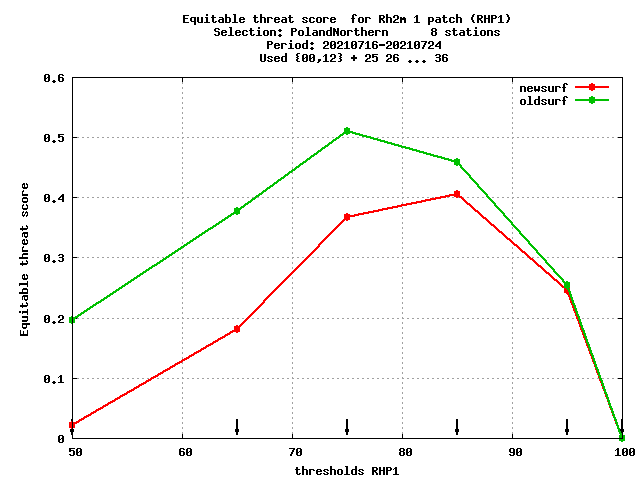 Equitable threat score  for Rh2m 1 patch (RHP1)
Selection: PolandNorthern      8 stations
Period: 20210716-20210724
Used {00,12} + 25 26 ... 36
newsurf
oldsurf
0.6
0.5
0.4
0.3
0.2
0.1
0
Equitable threat score
50 60 70 80 90 100
thresholds RHP1